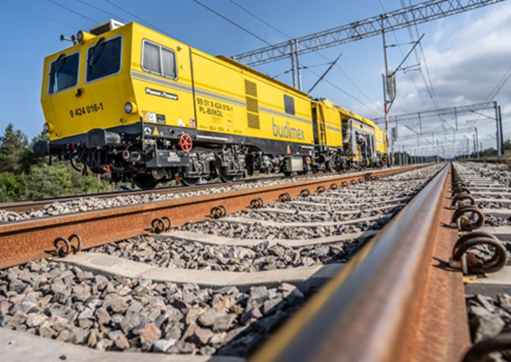 Plasser & Theurer
99 51 9 424 016-1
PL-BXKOL
9 424 016-1
budimex